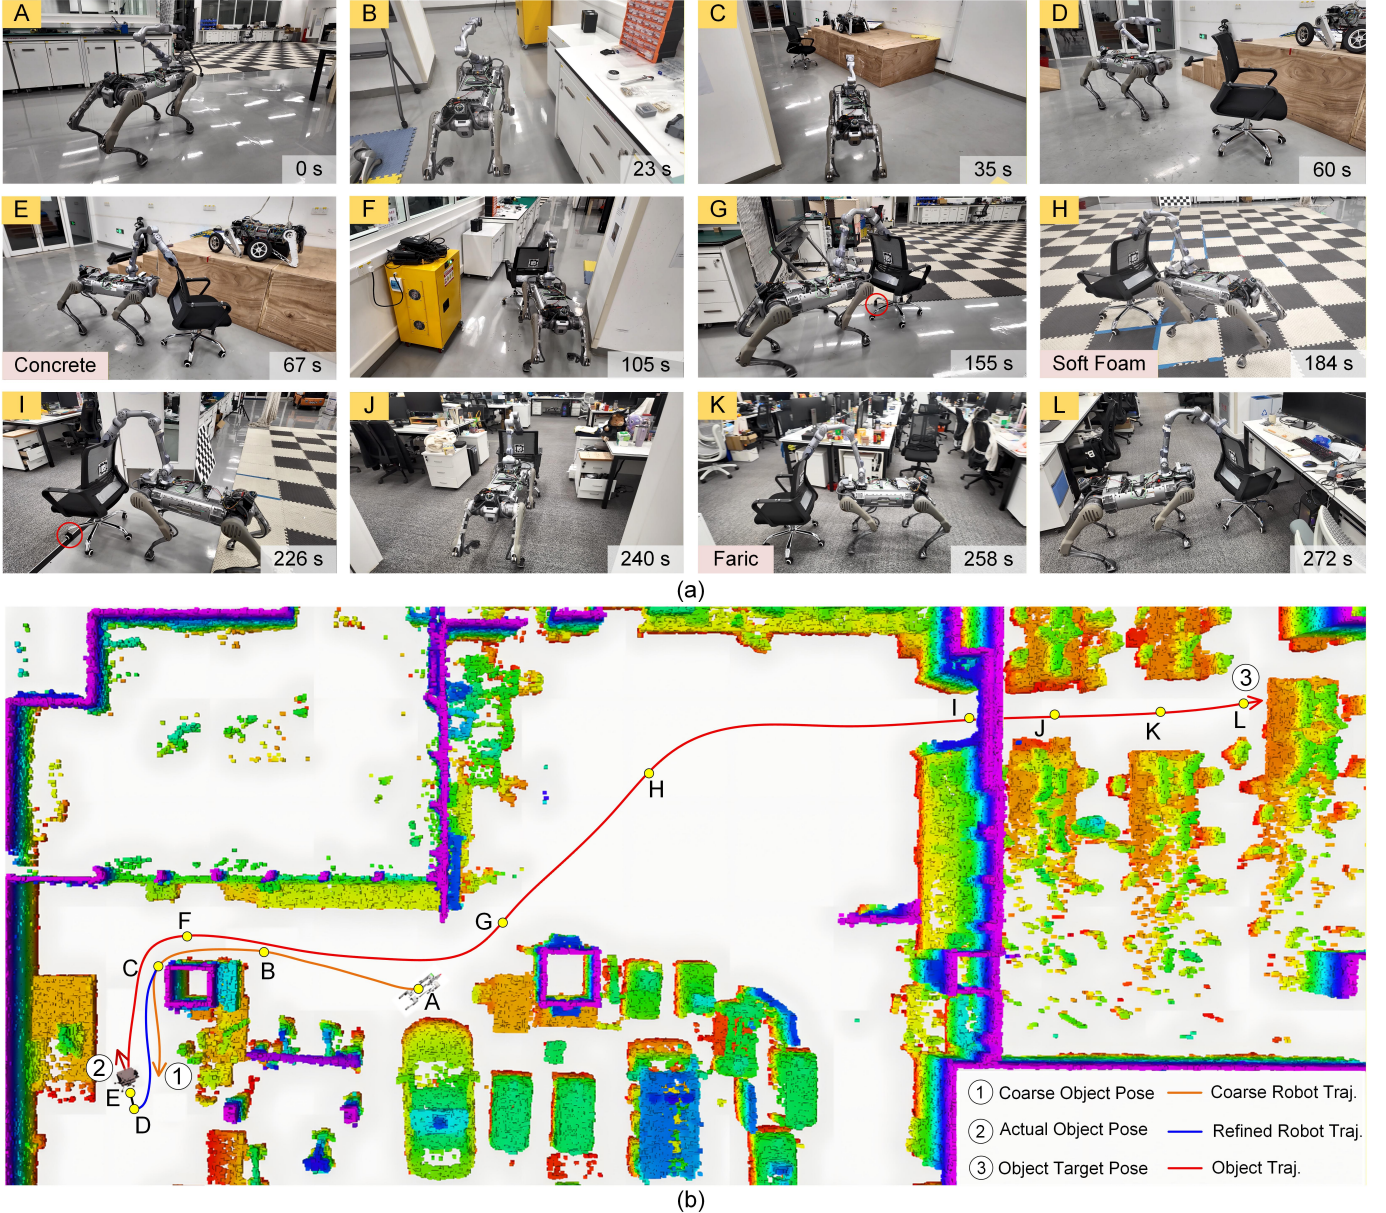 A
0 s
B
23 s
C
35 s
D
60 s
E
Concrete
67 s
F
105 s
G
155 s
H
Soft Foam
184 s
I
226 s
J
240 s
K
Faric
258 s
L
272 s
(a)
3
I
J
K
L
H
F
G
C
B
A
2
1
E
D
1 Coarse Object Pose
Coarse Robot Traj.
2 Actual Object Pose
Refined Robot Traj.
3 Object Target Pose
Object Traj.
(b)